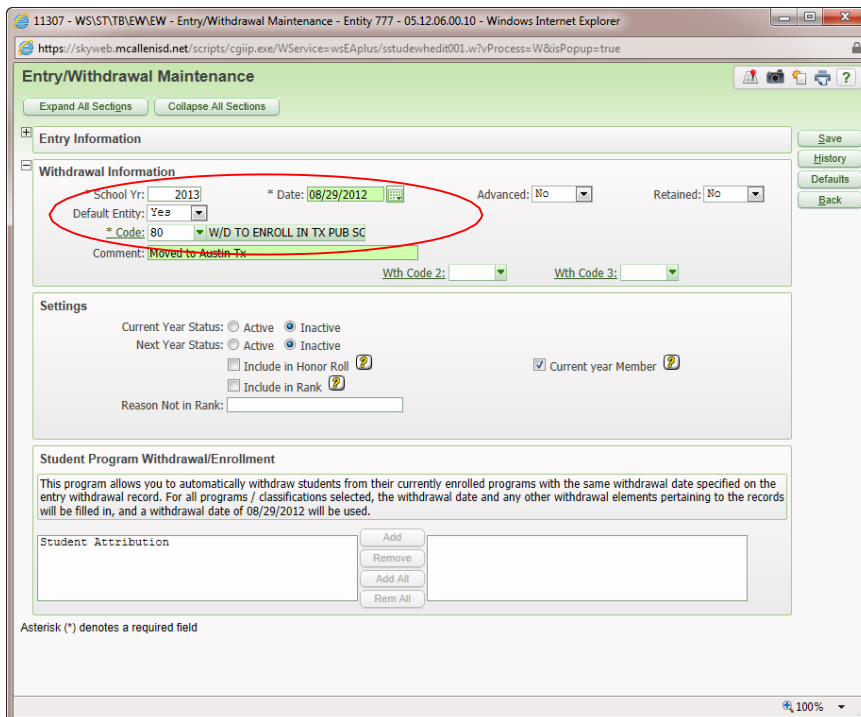 11307 - WS\ST\TB\EW\EW - Entry/Withdrawal Maintenance - Entity 777 - 05.12.06.00.10 - Windows Internet Explorer
https://skyweb.mcallenisd.net/scripts/cgiip.exe/WService=wsEAplus/sstudewhedit001.w?vProcess=W&isPopup=true
Entry/Withdrawal Maintenance
?
Expand All Sections Collapse All Sections
Entry Information
Save
History
Defaults
Back
Withdrawal Information
* School Yr: 2013 * Date: 08/29/2012 Advanced: No Retained: No
Default Entity: Yes
* Code: 80 W/D TO ENROLL IN TX PUB SC
Comment: Moved to Austin Tx
Wth Code 2: Wth Code 3:
Settings
Current Year Status: Active Inactive
Next Year Status: Active Inactive
Include in Honor Roll ? Current year Member ?
Include in Rank ?
Reason Not in Rank:
Student Program Withdrawal/Enrollment
This program allows you to automatically withdraw students from their currently enrolled programs with the same withdrawal date specified on the
entry withdrawal record. For all programs / classifications selected, the withdrawal date and any other withdrawal elements pertaining to the records
will be filled in, and a withdrawal date of 08/29/2012 will be used.
Student Attribution
Add
Remove
Add All
Rem All
Asterisk (*) denotes a required field
100%